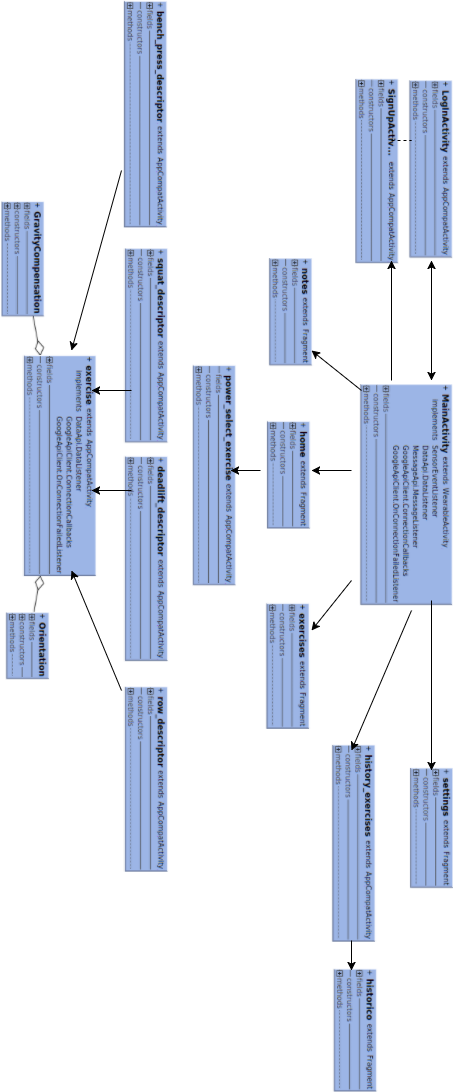 + LogInActivity extends AppCompatActivity
fields
constructors
methods
+ SignUpActiv... extends AppCompatActivity
fields
constructors
methods
+ MainActivity extends WearableActivity
implements SensorEventListener
DataApi.DataListener
MessageApi.MessageListener
GoogleApiClient.ConnectionCallbacks
GoogleApiClient.OnConnectionFailedListener
fields
constructors
methods
+ settings extends Fragment
fields
constructors
methods
+ notes extends Fragment
fields
constructors
methods
+ home extends Fragment
fields
constructors
methods
+ exercises extends Fragment
fields
constructors
methods
+ history_exercises extends AppCompatActivity
fields
constructors
methods
+ historico extends Fragment
fields
constructors
methods
+ power_select_exercise extends AppCompatActivity
fields
constructors
methods
+ bench_press_descriptor extends AppCompatActivity
fields
constructors
methods
+ squat_descriptor extends AppCompatActivity
fields
constructors
methods
+ deadlift_descriptor extends AppCompatActivity
fields
constructors
methods
+ row_descriptor extends AppCompatActivity
fields
constructors
methods
+ exercise extends AppCompatActivity
implements DataApi.DataListener
GoogleApiClient.ConnectionCallbacks
GoogleApiClient.OnConnectionFailedListener
fields
constructors
methods
+ GravityCompensation
fields
constructors
methods
+ Orientation
fields
constructors
methods